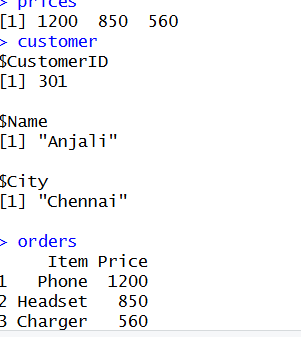 > prices
[1] 1200  850  560
> customer
$CustomerID
[1] 301

$Name
[1] "Anjali"

$City
[1] "Chennai"

> orders
     Item Price
1   Phone  1200
2 Headset   850
3 Charger   560